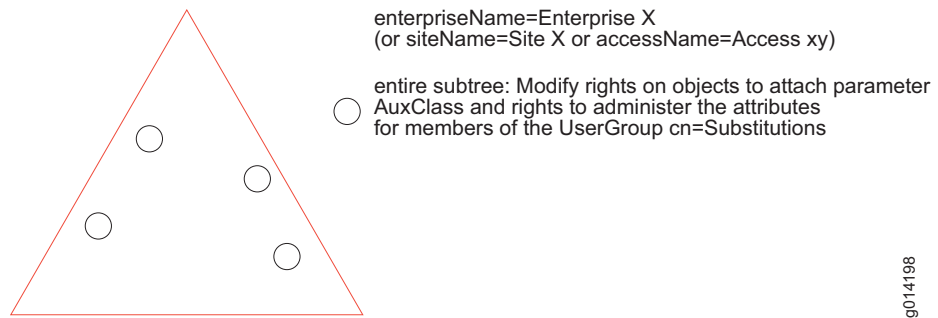 enterpriseName=Enterprise X
(or siteName=Site X or accessName=Access xy)
entire subtree: Modify rights on objects to attach parameter
AuxClass and rights to administer the attributes
for members of the UserGroup cn=Substitutions
g014198